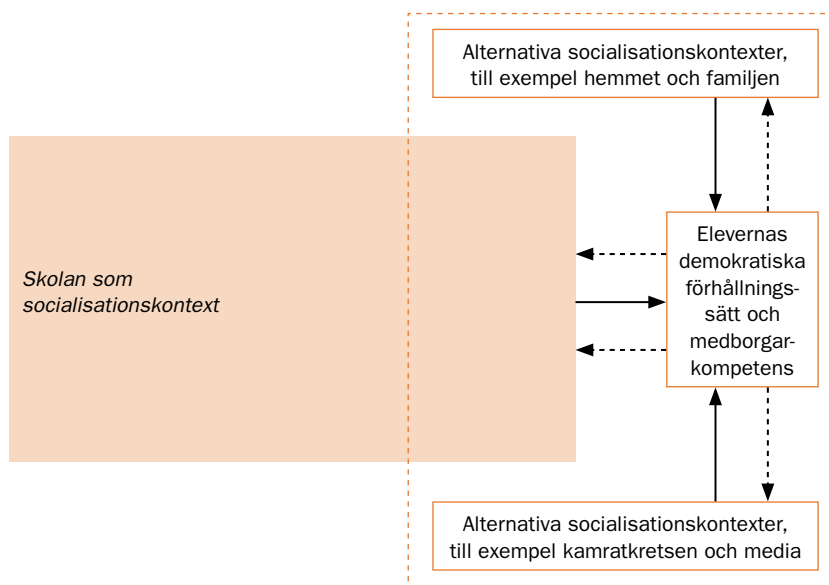 Alternativa socialisationskontexter,
till exempel hemmet och familjen
Skolan som
socialisationskontext
Elevernas
demokratiska
förhållnings-
sätt och
medborgar-
kompetens
Alternativa socialisationskontexter,
till exempel kamratkretsen och media